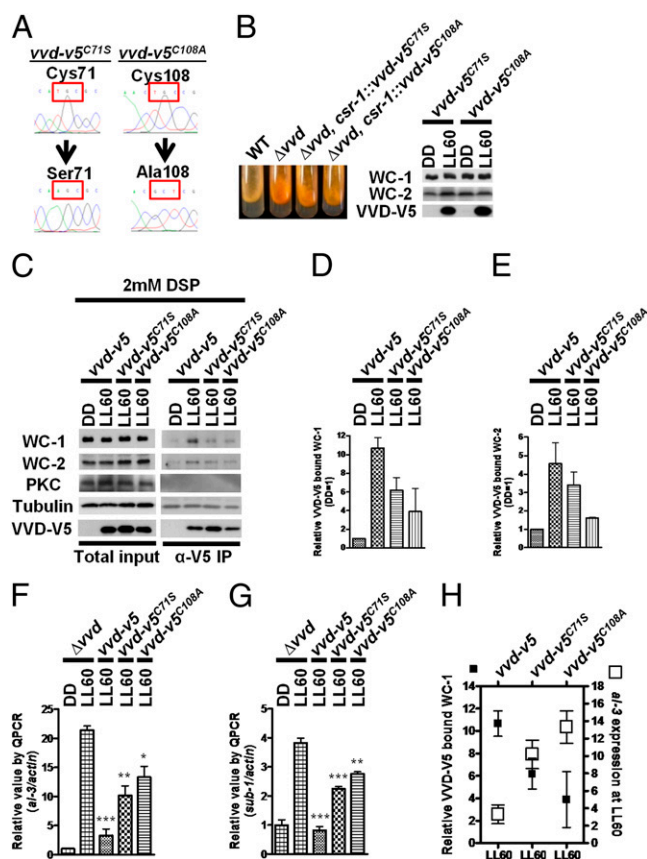 A
vvd-v5C71S vvd-v5C108A
Cys71 Cys108
C G T G C G C
Ser71 Ala108
B
WT
Δvvd
Δvvd, csr-1::vvd-v5C71S
Δvvd, csr-1::vvd-v5C108A
vvd-v5C71S
vvd-v5C108A
DD LL60 DD LL60
WC-1
WC-2
VVD-V5
C
2mM DSP
vvd-v5 vvd-v5C71S vvd-v5C108A vvd-v5 vvd-v5C71S vvd-v5C108A
DD LL60 LL60 LL60 DD LL60 LL60 LL60
WC-1
WC-2
PKC
Tubulin
VVD-V5
Total input α-V5 IP
D
vvd-v5 vvd-v5C71S vvd-v5C108A
DD LL60 LL60 LL60
Relative VVD-V5 bound WC-1
(DD=1)
12
10
8
6
4
2
0
E
vvd-v5 vvd-v5C71S vvd-v5C108A
DD LL60 LL60 LL60
Relative VVD-V5 bound WC-2
(DD=1)
6
5
4
3
2
1
0
F
Δvvd vvd-v5 vvd-v5C71S vvd-v5C108A
DD LL60 LL60 LL60 LL60
Relative value by QPCR
(al-3/actin)
25
20
15
10
5
0
*** ** *
G
Δvvd vvd-v5 vvd-v5C71S vvd-v5C108A
DD LL60 LL60 LL60 LL60
Relative value by QPCR
(sub-1/actin)
5
4
3
2
1
0
*** *** **
H
vvd-v5 vvd-v5C71S vvd-v5C108A
Relative VVD-V5 bound WC-1
14
12
10
8
6
4
2
0
al-3 expression at LL60
18
16
14
12
10
8
6
4
2
0
LL60 LL60 LL60